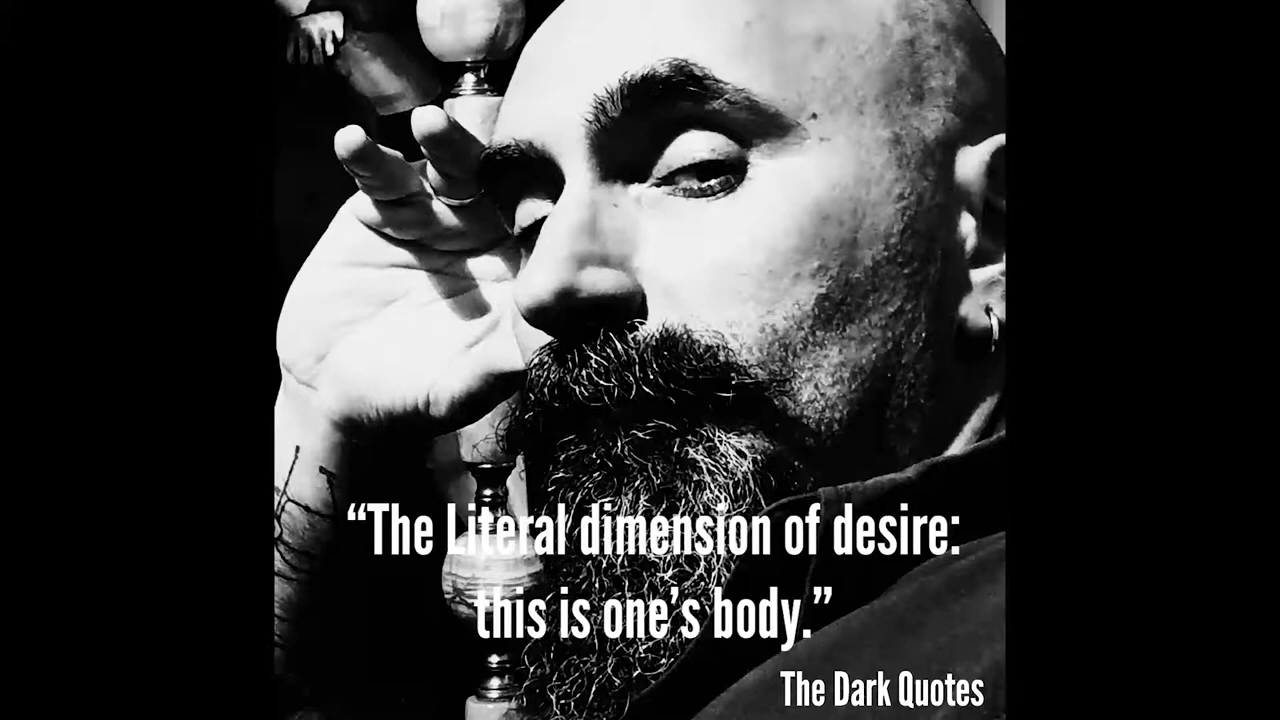 “The Literal dimension of desire:
this is one’s body.”
The Dark Quotes